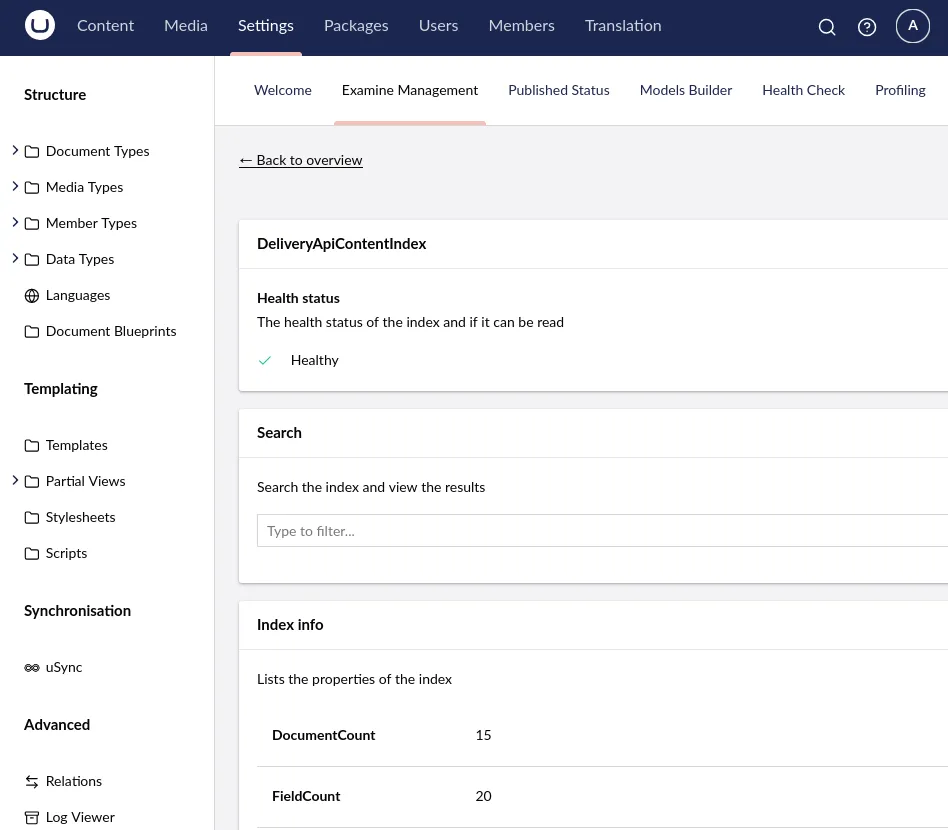 Content Media Settings Packages Users Members Translation A
Structure
Document Types
Media Types
Member Types
Data Types
Languages
Document Blueprints
Templating
Templates
Partial Views
Stylesheets
Scripts
Synchronisation
uSync
Advanced
Relations
Log Viewer
Welcome Examine Management Published Status Models Builder Health Check Profiling
← Back to overview
DeliveryApiContentIndex
Health status
The health status of the index and if it can be read
Healthy
Search
Search the index and view the results
Type to filter...
Index info
Lists the properties of the index
DocumentCount 15
FieldCount 20